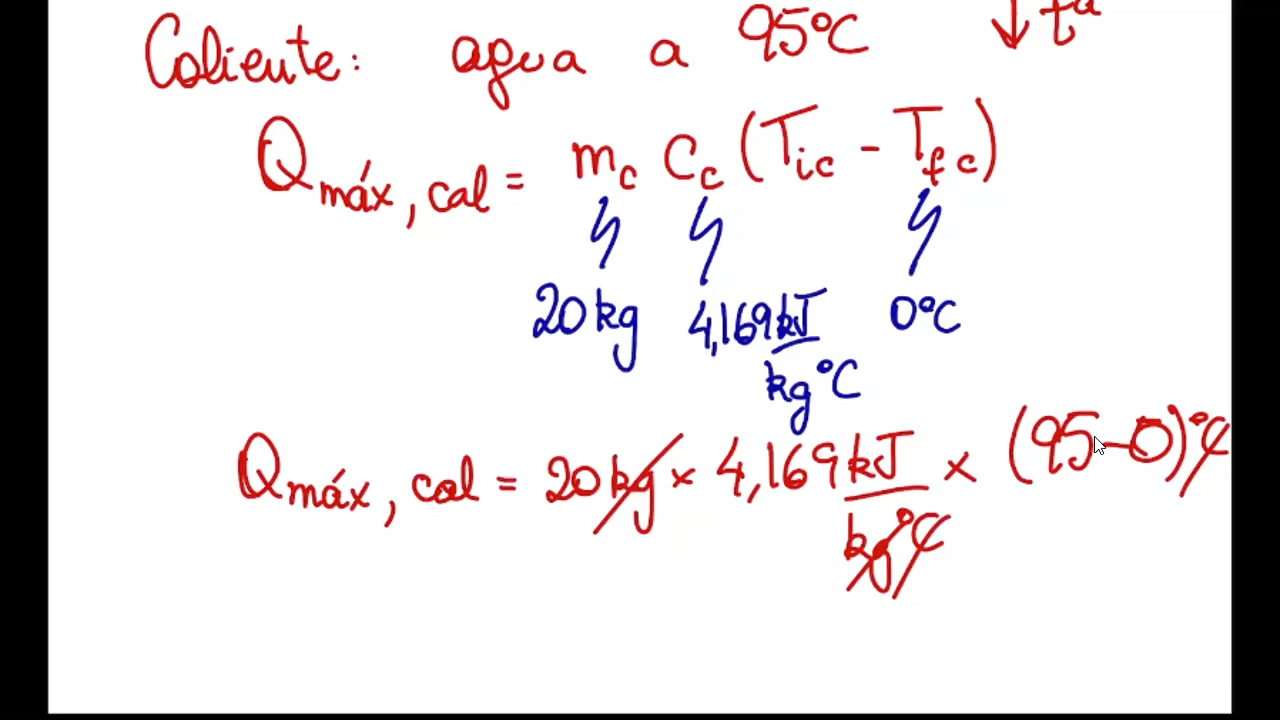 Caliente: agua a 95°C ↓ tª
Qmáx, cal = mc Cc (Tic - Tfc)
20 kg 4,169 kJ/kg °C 0°C
Qmáx, cal = 20 kg × 4,169 kJ/kg °C × (95-0) °C